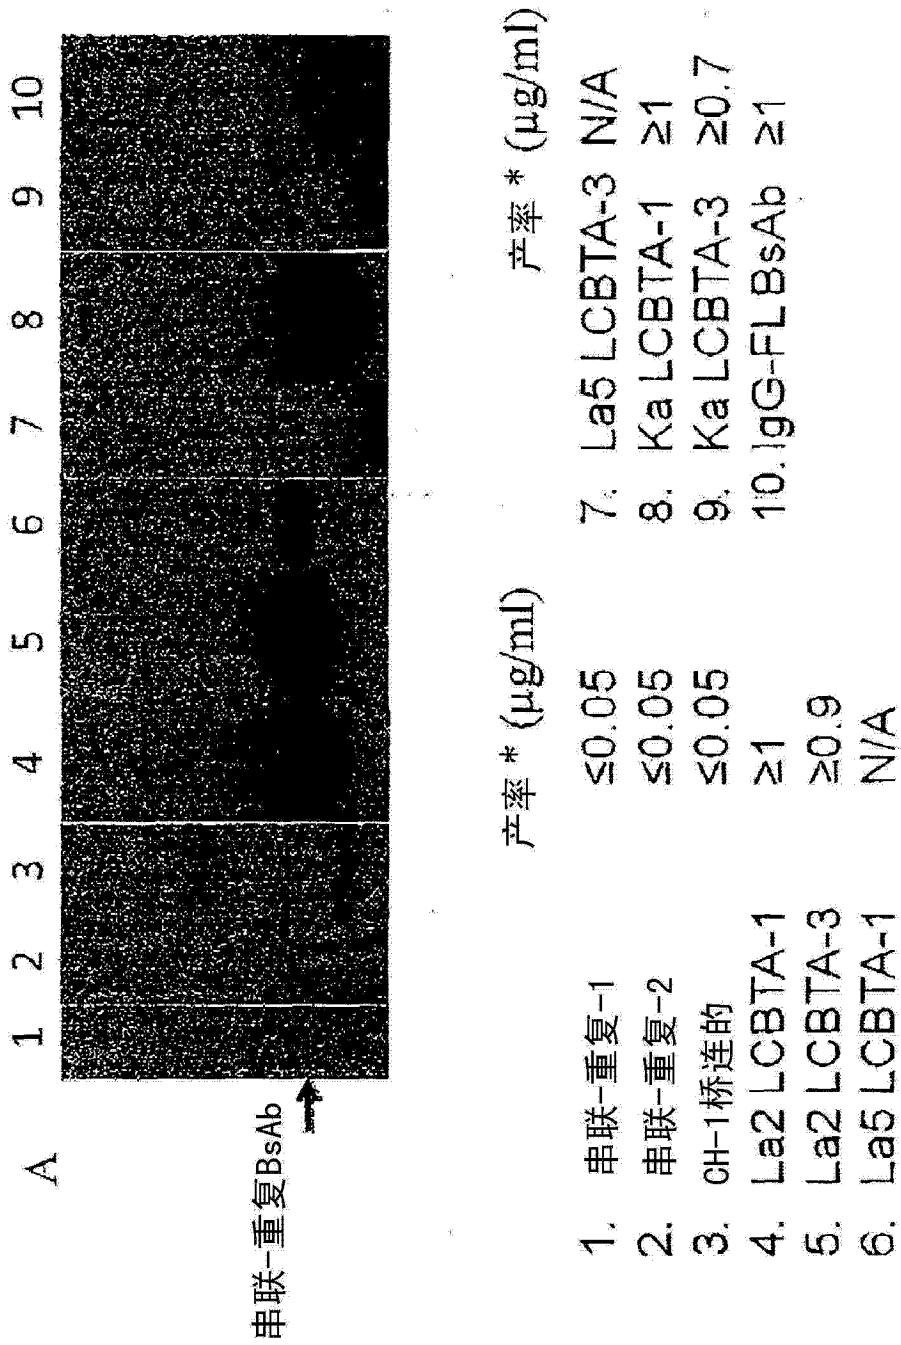 A
1 2 3 4 5 6 7 8 9 10
串联-重复BsAb
产率 * (μg/ml)
1. 串联-重复-1 ≤0.05
2. 串联-重复-2 ≤0.05
3. CH-1桥连的 ≤0.05
4. La2 LCBTA-1 ≥1
5. La2 LCBTA-3 ≥0.9
6. La5 LCBTA-1 N/A
产率 * (μg/ml)
7. La5 LCBTA-3 N/A
8. Ka LCBTA-1 ≥1
9. Ka LCBTA-3 ≥0.7
10. IgG-FL BsAb ≥1